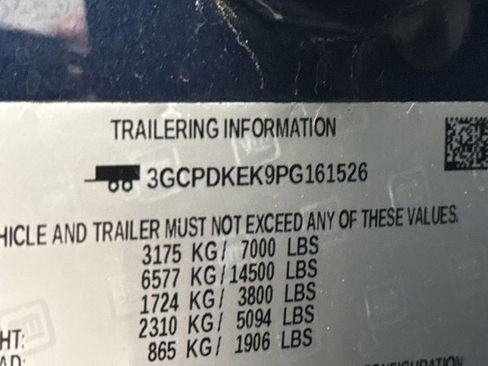 TRAILERING INFORMATION
3GCPDKEK9PG161526
HICLE AND TRAILER MUST NOT EXCEED ANY OF THESE VALUES.
3175 KG/ 7000 LBS
6577 KG/14500 LBS
1724 KG/ 3800 LBS
HT: 2310 KG/ 5094 LBS
AD: 865 KG/ 1906 LBS
CONFIGURATION